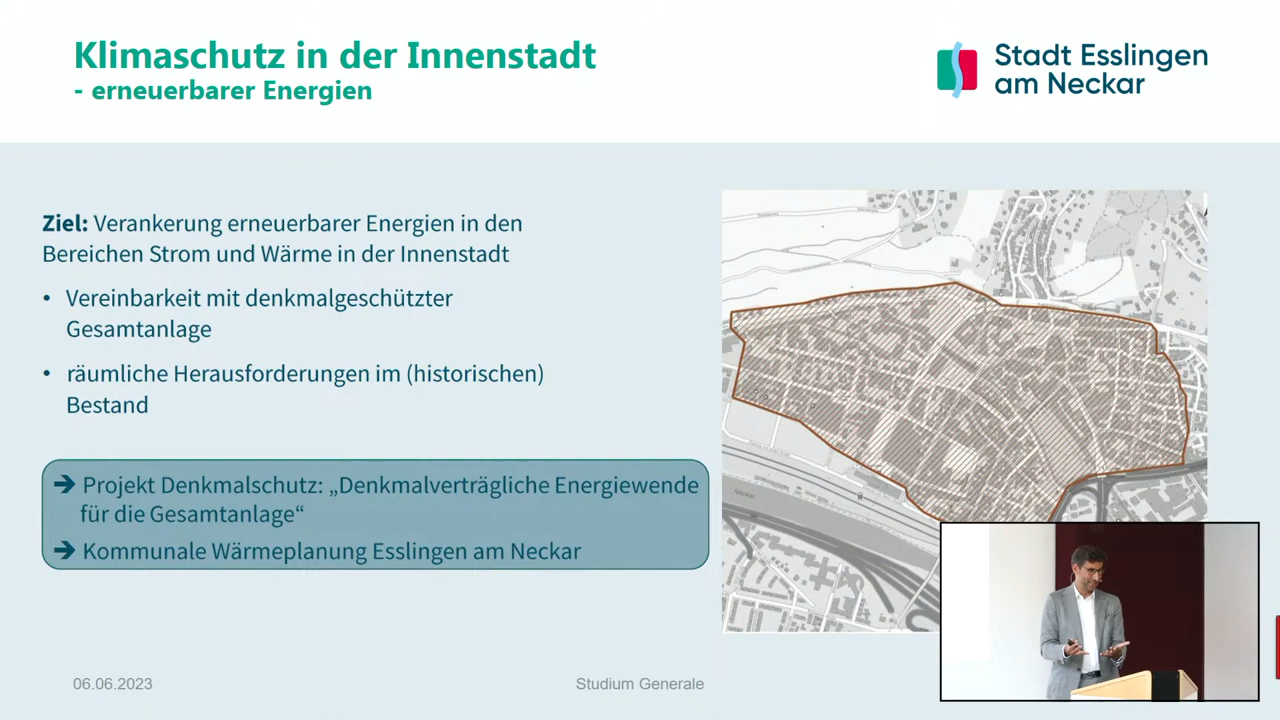 Klimaschutz in der Innenstadt
- erneuerbarer Energien
Stadt Esslingen
am Neckar
Ziel: Verankerung erneuerbarer Energien in den
Bereichen Strom und Wärme in der Innenstadt
• Vereinbarkeit mit denkmalgeschützter
Gesamtanlage
• räumliche Herausforderungen im (historischen)
Bestand
➔ Projekt Denkmalschutz: „Denkmalverträgliche Energiewende
für die Gesamtanlage“
➔ Kommunale Wärmeplanung Esslingen am Neckar
Neckar
06.06.2023
Studium Generale